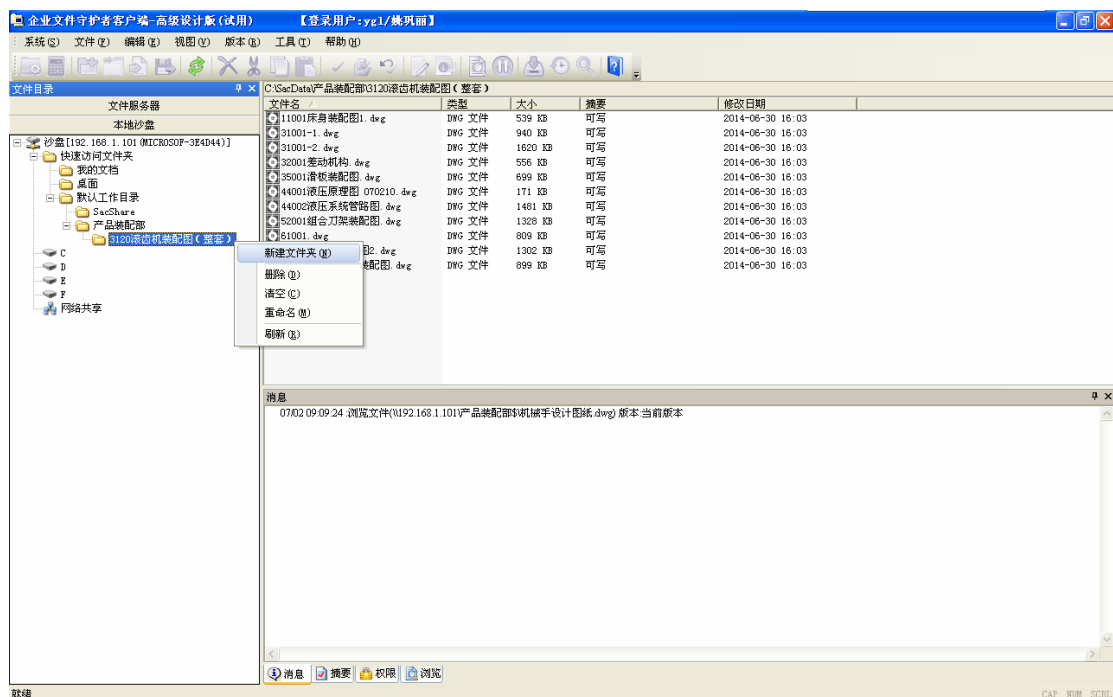 企业文件守护者客户端-高级设计版(试用) 【登录用户:yg1/姚巩丽】
系统(S) 文件(F) 编辑(E) 视图(V) 版本(B) 工具(T) 帮助(H)
文件目录
文件服务器
本地沙盘
沙盘[192.168.1.101(MICROSOF-3E4D44)]
快速访问文件夹
我的文档
桌面
默认工作目录
SacShare
产品装配部
3120滚齿机装配图(整套)
C
D
E
F
网络共享
C:\SacData\产品装配部\3120滚齿机装配图(整套)
文件名 类型 大小 摘要 修改日期
11001床身装配图1.dwg DWG 文件 539 KB 可写 2014-06-30 16:03
31001-1.dwg DWG 文件 940 KB 可写 2014-06-30 16:03
31001-2.dwg DWG 文件 1620 KB 可写 2014-06-30 16:03
32001差动机构.dwg DWG 文件 556 KB 可写 2014-06-30 16:03
35001滑板装配图.dwg DWG 文件 699 KB 可写 2014-06-30 16:03
44001液压原理图 070210.dwg DWG 文件 171 KB 可写 2014-06-30 16:03
44002液压系统管路图.dwg DWG 文件 1481 KB 可写 2014-06-30 16:03
52001组合刀架装配图.dwg DWG 文件 1328 KB 可写 2014-06-30 16:03
61001.dwg DWG 文件 809 KB 可写 2014-06-30 16:03
图2.dwg DWG 文件 1302 KB 可写 2014-06-30 16:03
装配图.dwg DWG 文件 899 KB 可写 2014-06-30 16:03
新建文件夹(N)
删除(D)
清空(C)
重命名(M)
刷新(R)
消息
07/02 09:09:24 :浏览文件(\\192.168.1.101\产品装配部$\机械手设计图纸.dwg) 版本:当前版本
消息 摘要 权限 浏览
就绪
CAP NUM SCRL